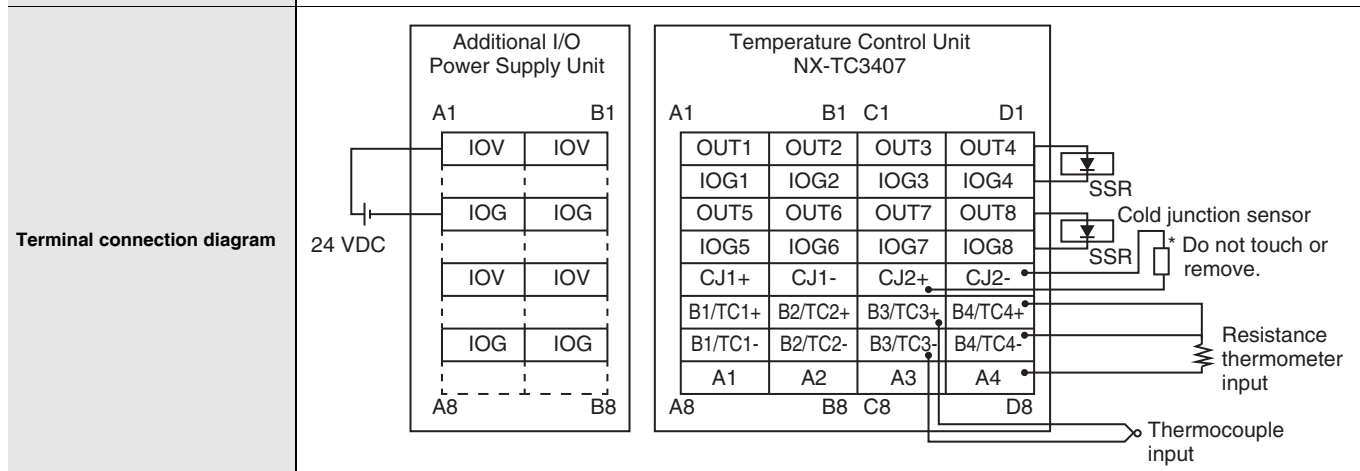 Terminal connection diagram
Additional I/O
Power Supply Unit
A1 B1
IOV IOV
IOG IOG
24 VDC
IOV IOV
IOG IOG
A8 B8
Temperature Control Unit
NX-TC3407
A1 B1 C1 D1
OUT1 OUT2 OUT3 OUT4
IOG1 IOG2 IOG3 IOG4
OUT5 OUT6 OUT7 OUT8
IOG5 IOG6 IOG7 IOG8
CJ1+ CJ1- CJ2+ CJ2-
B1/TC1+ B2/TC2+ B3/TC3+ B4/TC4+
B1/TC1- B2/TC2- B3/TC3- B4/TC4-
A1 A2 A3 A4
A8 B8 C8 D8
SSR
Cold junction sensor
SSR
* Do not touch or
remove.
Resistance
thermometer
input
Thermocouple
input